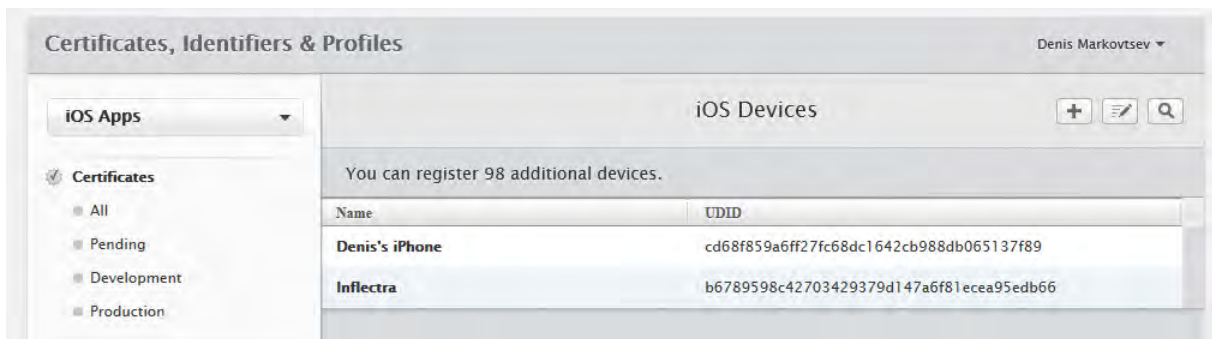 Certificates, Identifiers & Profiles
Denis Markovtsev
iOS Apps
iOS Devices
You can register 98 additional devices.
Certificates
All
Pending
Development
Production
Name UDID
Denis's iPhone cd68f859a6ff27fc68dc1642cb988db065137f89
Inflectra b6789598c42703429379d147a6f81ecea95edb66